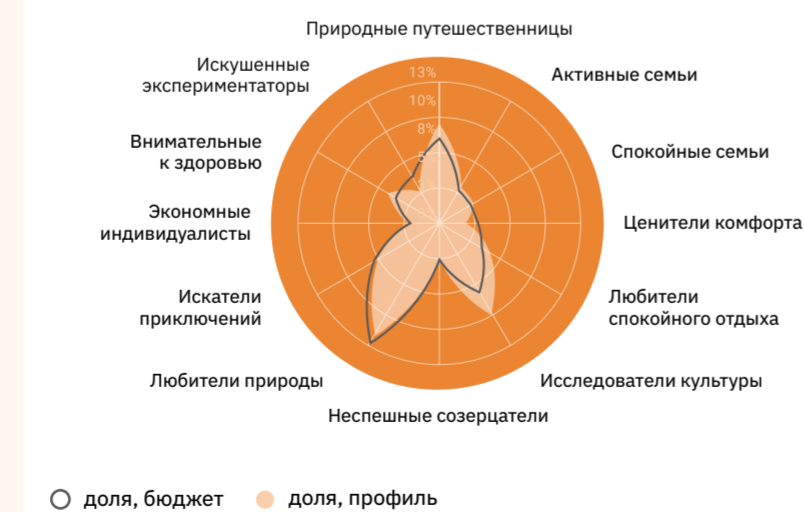 Природные путешественницы
Искушенные
экспериментаторы
13%
Активные семьи
10%
8%
Внимательные
к здоровью
Спокойные семьи
Экономные
индивидуалисты
Ценители комфорта
Искатели
приключений
Любители
спокойного отдыха
Любители природы
Исследователи культуры
Неспешные созерцатели
доля, бюджет
доля, профиль